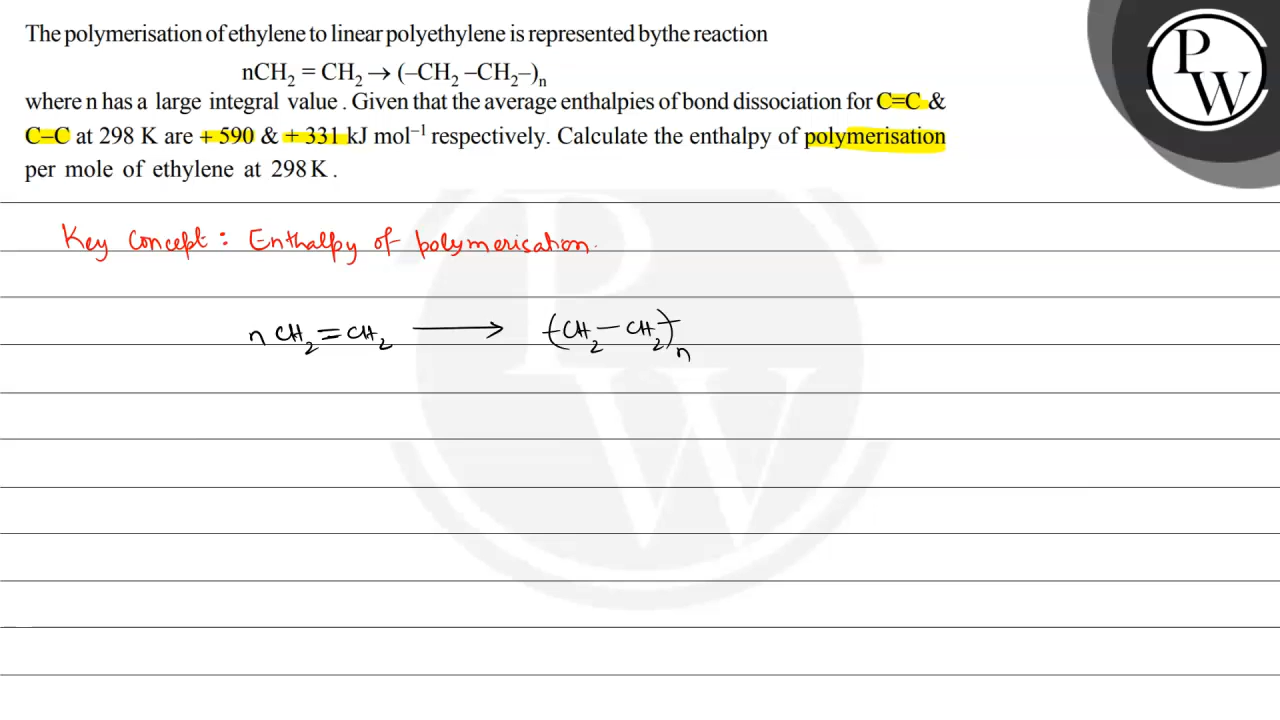 The polymerisation of ethylene to linear polyethylene is represented bythe reaction
nCH₂ = CH₂ → (–CH₂ –CH₂–)ₙ
where n has a large integral value . Given that the average enthalpies of bond dissociation for C=C &
C–C at 298 K are + 590 & + 331 kJ mol⁻¹ respectively. Calculate the enthalpy of polymerisation
per mole of ethylene at 298 K .
Key Concept : Enthalpy of polymerisation.
n CH₂ = CH₂ ⟶ (–CH₂ – CH₂–)ₙ
P
W
P
W